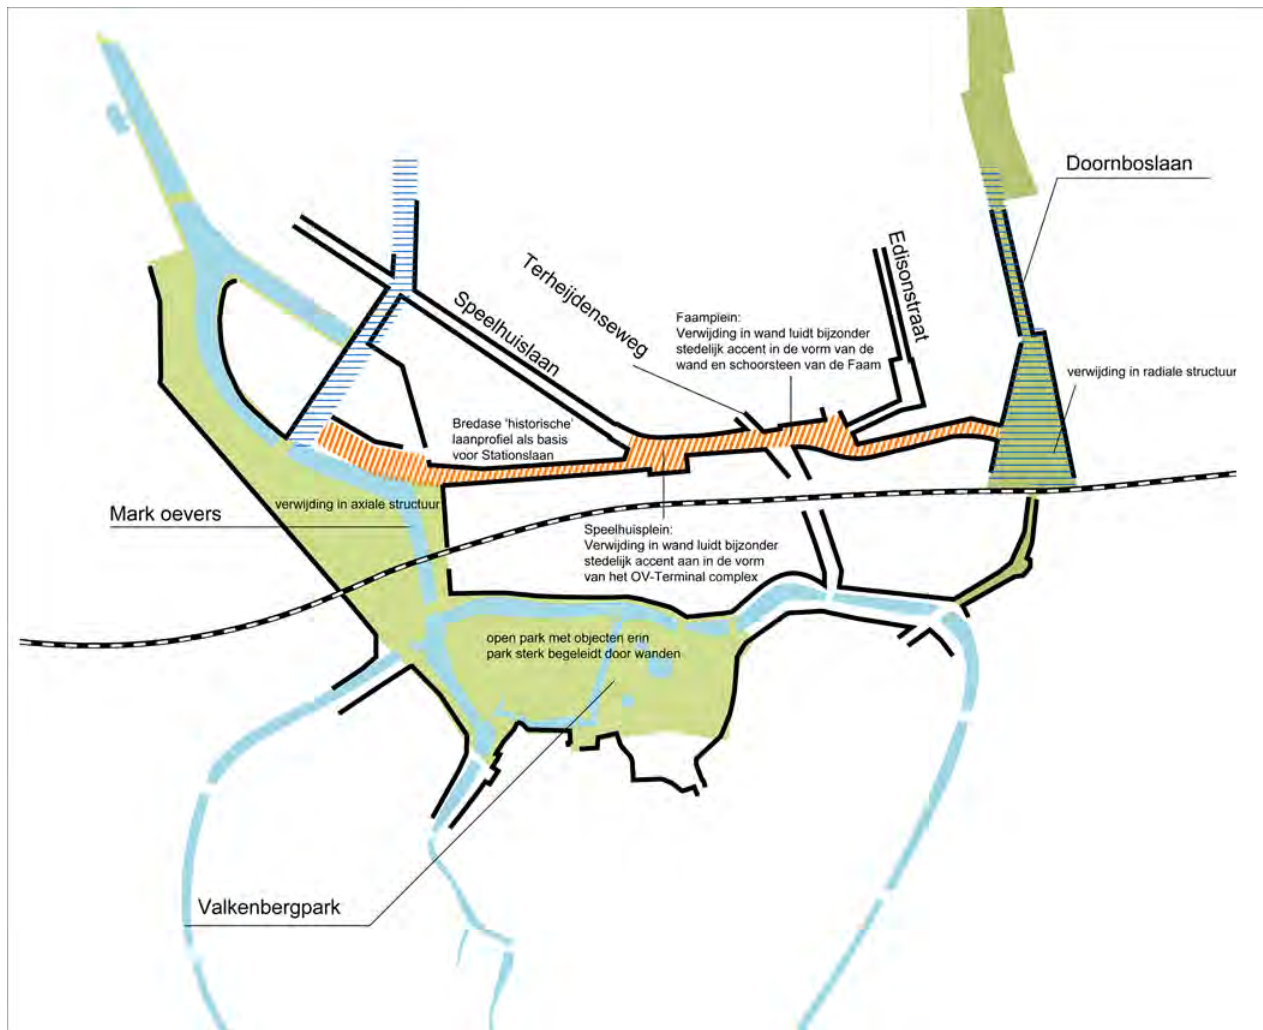 Doornboslaan
Edisonstraat
Terheijdenseweg
Speelhuislaan
Faamplein:
Verwijding in wand luidt bijzonder
stedelijk accent in de vorm van de
wand en schoorsteen van de Faam
verwijding in radiale structuur
Bredase 'historische'
laanprofiel als basis
voor Stationslaan
verwijding in axiale structuur
Mark oevers
Speelhuisplein:
Verwijding in wand luidt bijzonder
stedelijk accent aan in de vorm
van het OV-Terminal complex
open park met objecten erin
park sterk begeleidt door wanden
Valkenbergpark